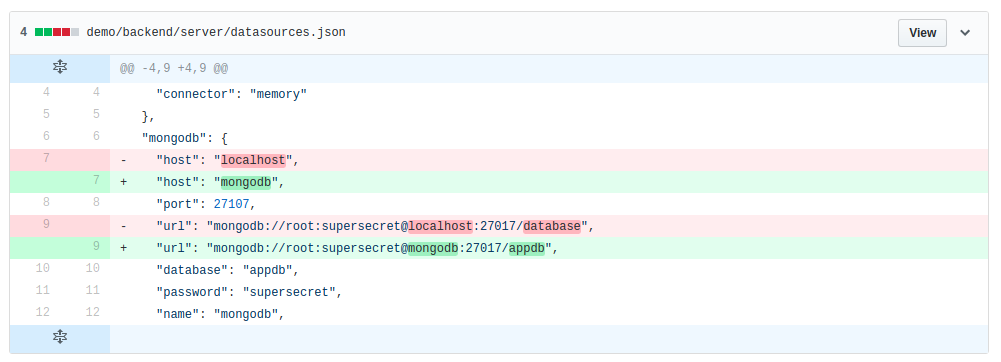 4 demo/backend/server/datasources.json View
@@ -4,9 +4,9 @@
4 4 "connector": "memory"
5 5 },
6 6 "mongodb": {
7 - "host": "localhost",
7 + "host": "mongodb",
8 8 "port": 27107,
9 - "url": "mongodb://root:supersecret@localhost:27017/database",
9 + "url": "mongodb://root:supersecret@mongodb:27017/appdb",
10 10 "database": "appdb",
11 11 "password": "supersecret",
12 12 "name": "mongodb",